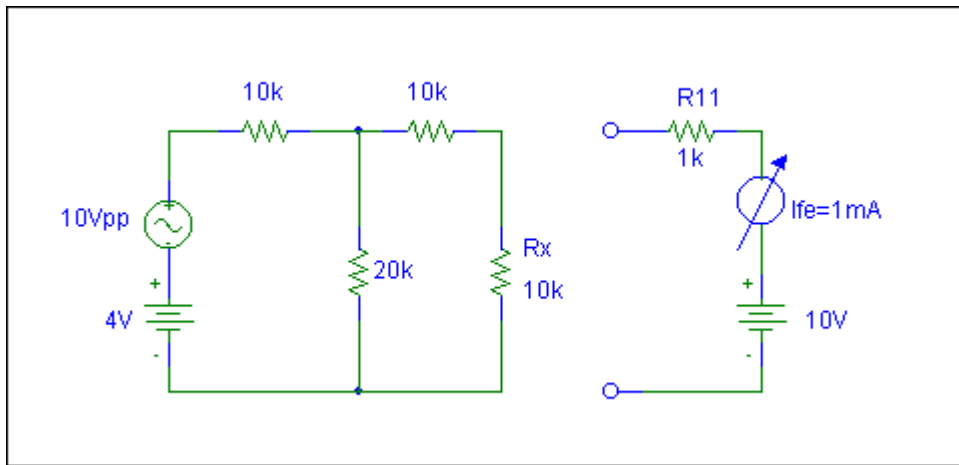 10k
10k
R11
1k
10Vpp
Ife=1mA
+
-
20k
Rx
10k
+
4V
-
+
10V
-